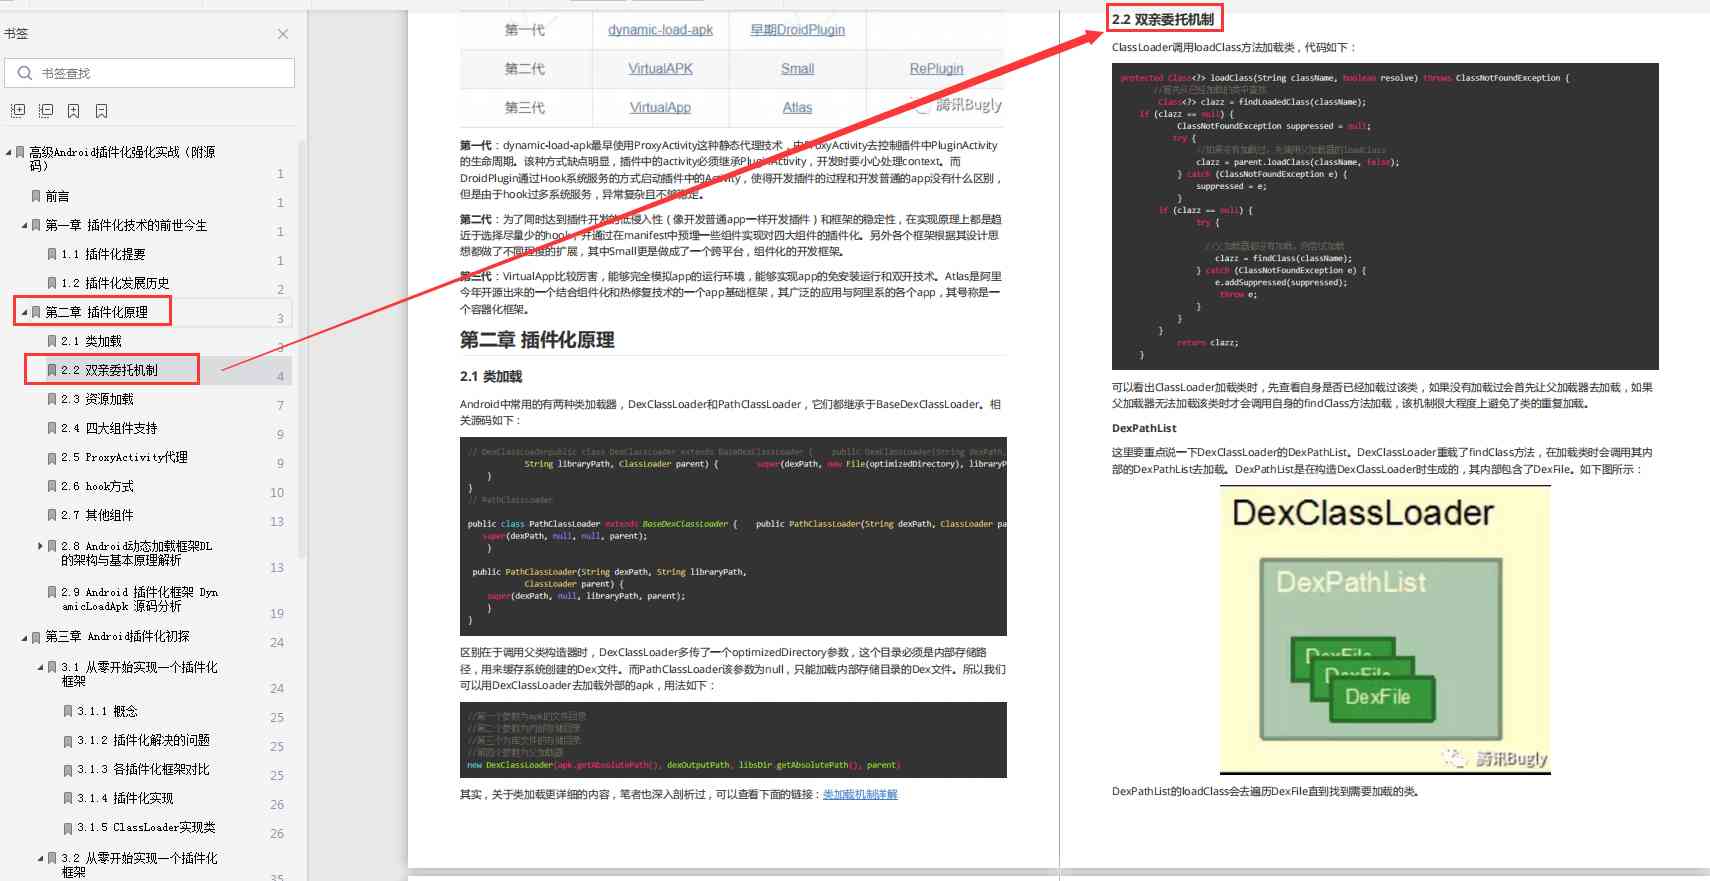 书签
书签查找
高级Android插件化强化实战（附源
码）
1
前言
1
第一章 插件化技术的前世今生
1
1.1 插件化提要
1
1.2 插件化发展历史
2
第二章 插件化原理
3
2.1 类加载
3
2.2 双亲委托机制
4
2.3 资源加载
7
2.4 四大组件支持
9
2.5 ProxyActivity代理
9
2.6 hook方式
10
2.7 其他组件
13
2.8 Android动态加载框架DL
的架构与基本原理解析
13
2.9 Android 插件化框架 Dyn
amicLoadApk 源码分析
19
第三章 Android插件化初探
24
3.1 从零开始实现一个插件化
框架
24
3.1.1 概念
25
3.1.2 插件化解决的问题
25
3.1.3 各插件化框架对比
25
3.1.4 插件化实现
26
3.1.5 ClassLoader实现类
26
3.2 从零开始实现一个插件化
框架
35
第一代 dynamic-load-apk 早期DroidPlugin
第二代 VirtualAPK Small RePlugin
第三代 VirtualApp Atlas
腾讯Bugly
第一代：dynamic-load-apk最早使用ProxyActivity这种静态代理技术，由ProxyActivity去控制插件中PluginActivity
的生命周期。该种方式缺点明显，插件中的activity必须继承PluginActivity，开发时要小心处理context。而
DroidPlugin通过Hook系统服务的方式启动插件中的Activity，使得开发插件的过程和开发普通的app没有什么区别，
但是由于hook过多系统服务，异常复杂且不够稳定。
第二代：为了同时达到插件开发的低侵入性（像开发普通app一样开发插件）和框架的稳定性，在实现原理上都是趋
近于选择尽量少的hook，并通过在manifest中预埋一些组件实现对四大组件的插件化。另外各个框架根据其设计思
想都做了不同程度的扩展，其中Small更是做成了一个跨平台，组件化的开发框架。
第三代：VirtualApp比较厉害，能够完全模拟app的运行环境，能够实现app的免安装运行和双开技术。Atlas是阿里
今年开源出来的一个结合组件化和热修复技术的一个app基础框架，其广泛的应用与阿里系的各个app，其号称是一
个容器化框架。
第二章 插件化原理
2.1 类加载
Android中常用的有两种类加载器，DexClassLoader和PathClassLoader，它们都继承于BaseDexClassLoader。相
关源码如下：
// DexClassLoaderpublic class DexClassLoader extends BaseDexClassLoader {    public DexClassLoader(String dexPath,
String libraryPath, ClassLoader parent) {        super(dexPath, new File(optimizedDirectory), libraryP
}
}
// PathClassLoader
public class PathClassLoader extends BaseDexClassLoader {    public PathClassLoader(String dexPath, ClassLoader pa
super(dexPath, null, null, parent);
}
public PathClassLoader(String dexPath, String libraryPath,
ClassLoader parent) {
super(dexPath, null, libraryPath, parent);
}
}
区别在于调用父类构造器时，DexClassLoader多传了一个optimizedDirectory参数，这个目录必须是内部存储路
径，用来缓存系统创建的Dex文件。而PathClassLoader该参数为null，只能加载内部存储目录的Dex文件。所以我们
可以用DexClassLoader去加载外部的apk，用法如下：
//第一个参数为apk的文件目录
//第二个参数为内部存储目录
//第三个为库文件的存储目录
//第四个参数为父加载器
new DexClassLoader(apk.getAbsolutePath(), dexOutputPath, libsDir.getAbsolutePath(), parent)
其实，关于类加载更详细的内容，笔者也深入剖析过，可以查看下面的链接：类加载机制详解
2.2 双亲委托机制
ClassLoader调用loadClass方法加载类，代码如下：
protected Class<?> loadClass(String className, boolean resolve) throws ClassNotFoundException {
//首先从已经加载的类中查找
Class<?> clazz = findLoadedClass(className);
if (clazz == null) {
ClassNotFoundException suppressed = null;
try {
//如果没有加载过，先调用父加载器的loadClass
clazz = parent.loadClass(className, false);
} catch (ClassNotFoundException e) {
suppressed = e;
}
if (clazz == null) {
try {
//父加载器都没有加载，则尝试加载
clazz = findClass(className);
} catch (ClassNotFoundException e) {
e.addSuppressed(suppressed);
throw e;
}
}
}
return clazz;
}
可以看出ClassLoader加载类时，先查看自身是否已经加载过该类，如果没有加载过会首先让父加载器去加载，如果
父加载器无法加载该类时才会调用自身的findClass方法加载，该机制很大程度上避免了类的重复加载。
DexPathList
这里要重点说一下DexClassLoader的DexPathList。DexClassLoader重载了findClass方法，在加载类时会调用其内
部的DexPathList去加载。DexPathList是在构造DexClassLoader时生成的，其内部包含了DexFile。如下图所示：
DexClassLoader
DexPathList
DexFile
DexFile
DexFile
腾讯Bugly
DexPathList的loadClass会去遍历DexFile直到找到需要加载的类。